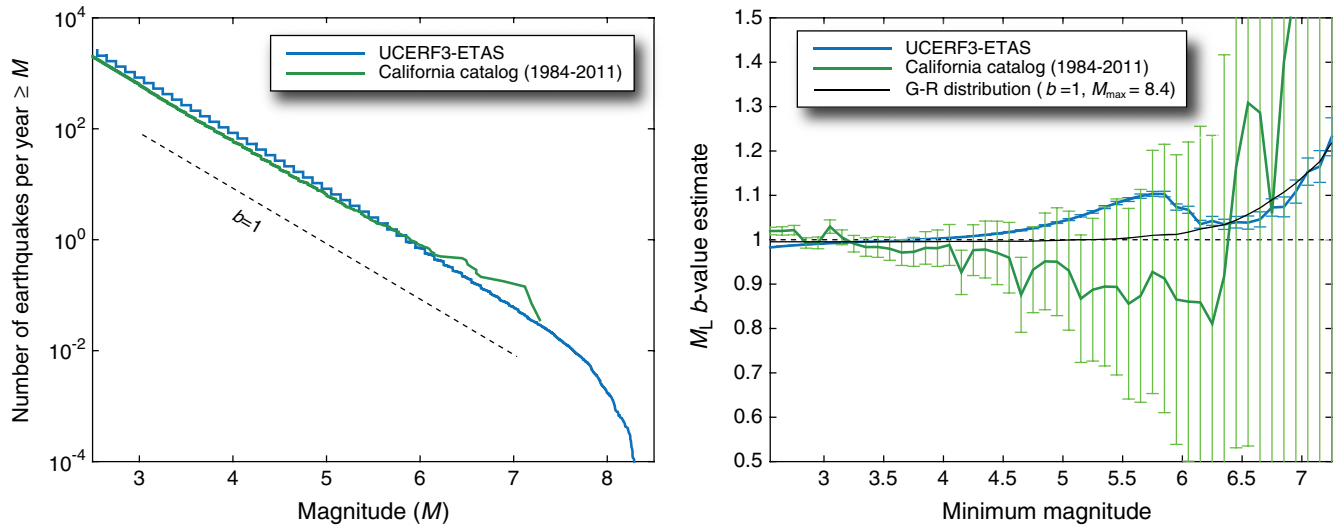 10^4
10^2
10^0
10^-2
10^-4
Number of earthquakes per year ≥ M
UCERF3-ETAS
California catalog (1984-2011)
b=1
3 4 5 6 7 8
Magnitude (M)
1.5
1.4
1.3
1.2
1.1
1
0.9
0.8
0.7
0.6
0.5
M_L b-value estimate
UCERF3-ETAS
California catalog (1984-2011)
G-R distribution ( b =1, M_max = 8.4)
3 3.5 4 4.5 5 5.5 6 6.5 7
Minimum magnitude